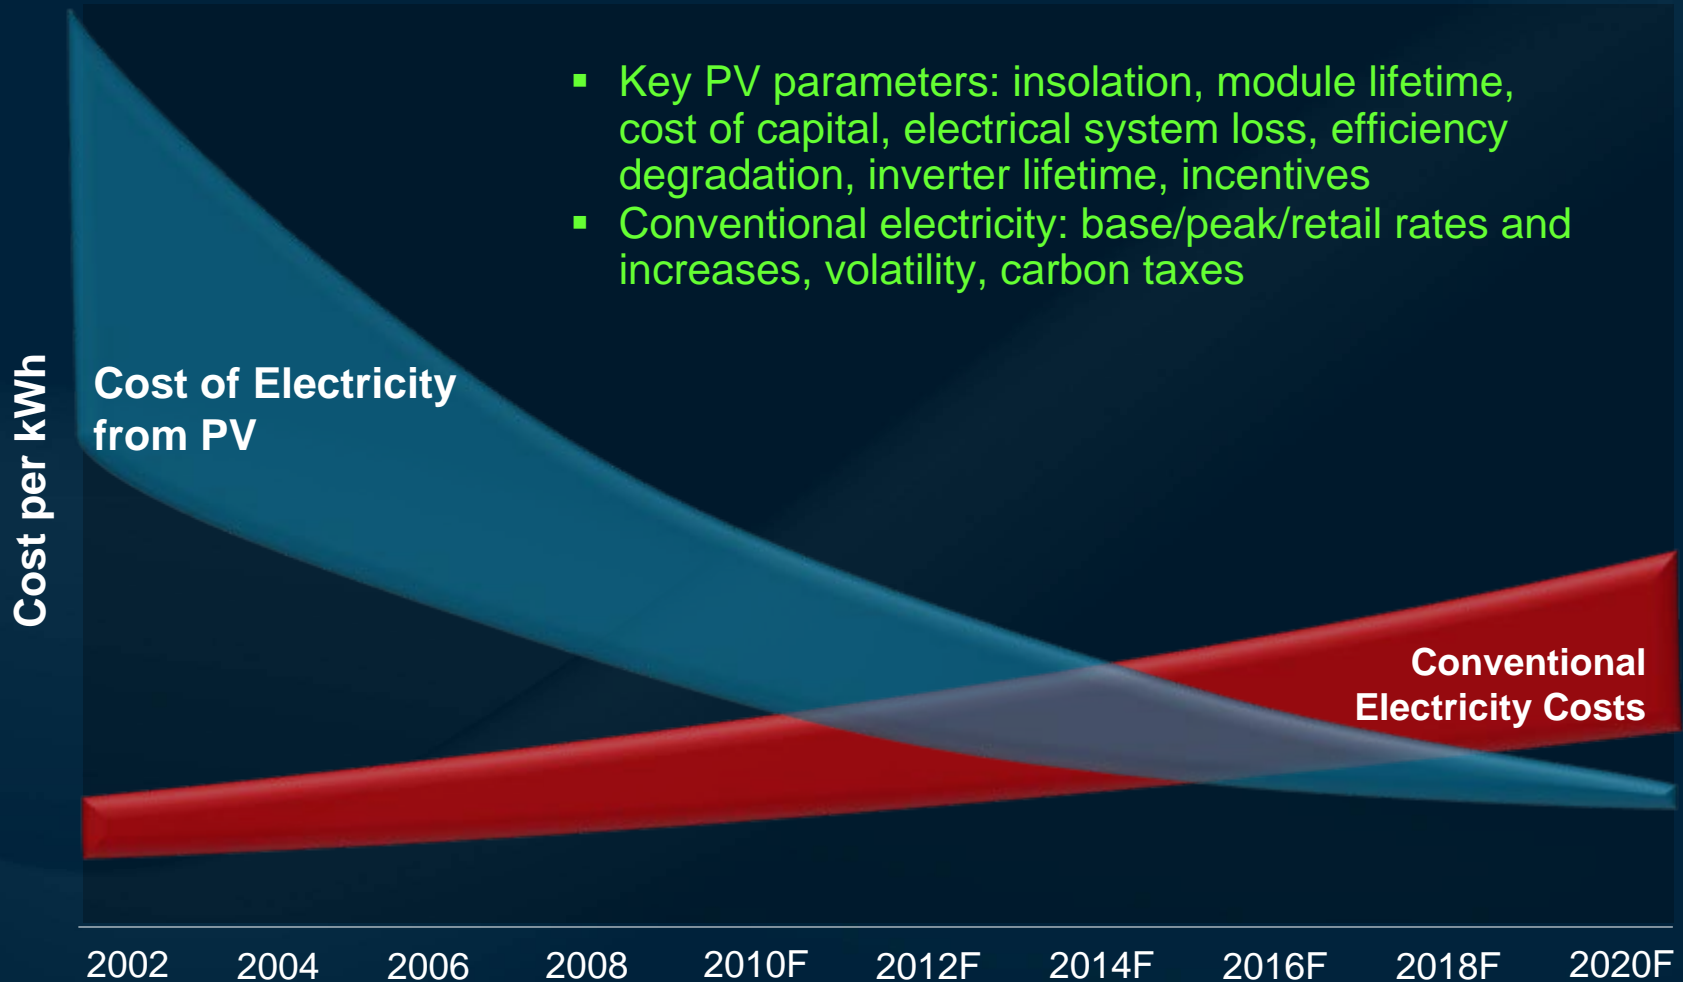 ▪ Key PV parameters: insolation, module lifetime,
cost of capital, electrical system loss, efficiency
degradation, inverter lifetime, incentives
▪ Conventional electricity: base/peak/retail rates and
increases, volatility, carbon taxes
Cost per kWh
Cost of Electricity
from PV
Conventional
Electricity Costs
2002 2004 2006 2008 2010F 2012F 2014F 2016F 2018F 2020F